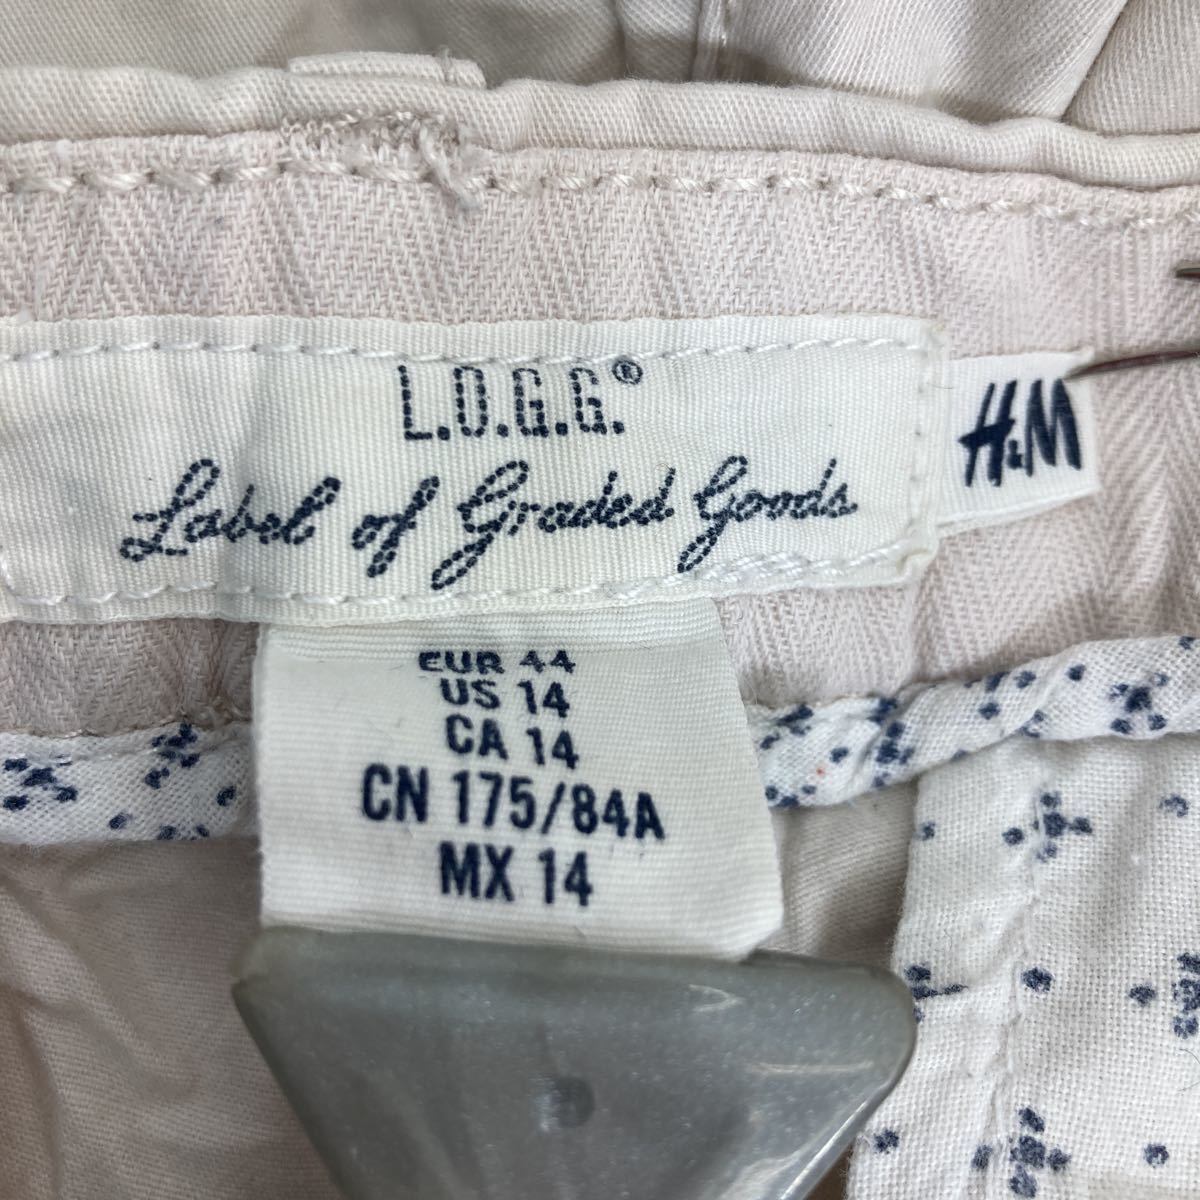 L.O.G.G.®
Label of Graded Goods
H&M
EUR 44
US 14
CA 14
CN 175/84A
MX 14